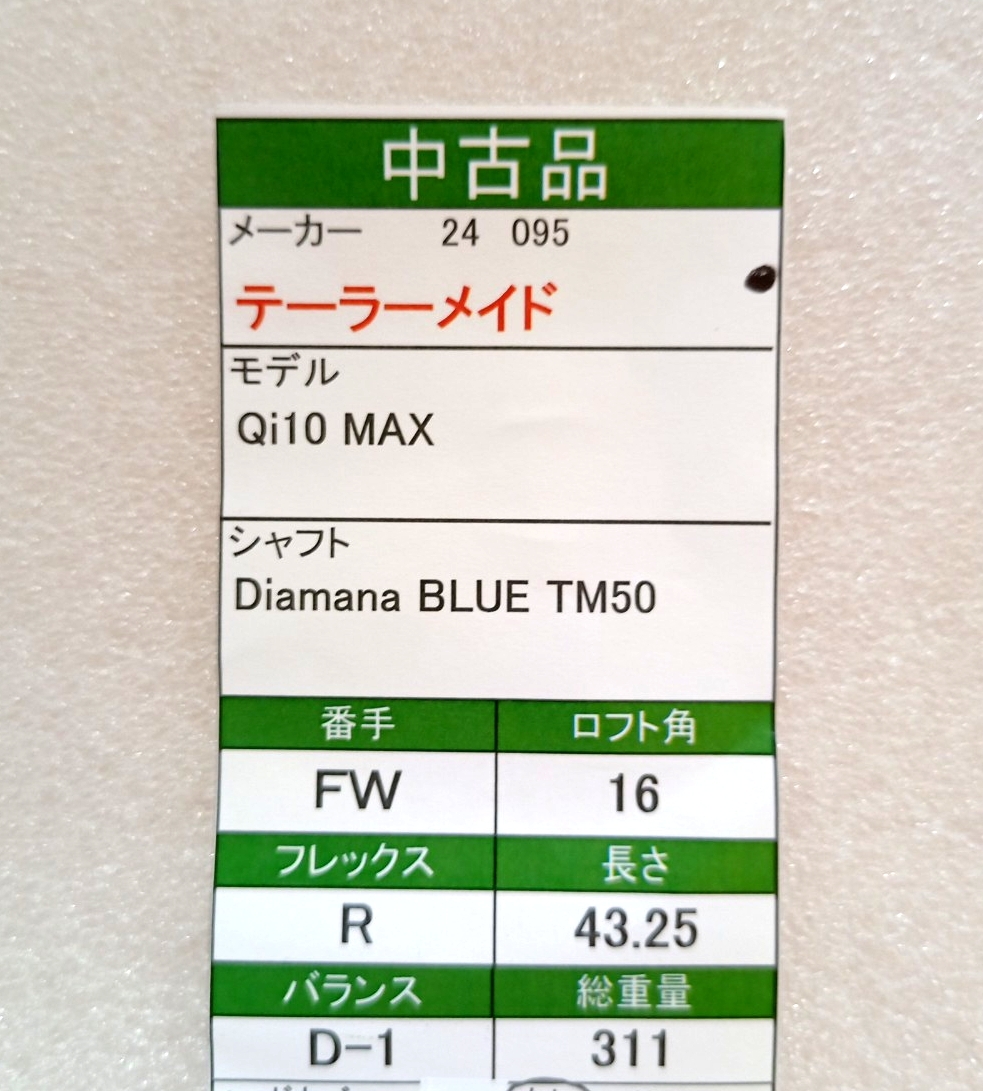 中古品
メーカー 24 095
テーラーメイド
モデル
Qi10 MAX
シャフト
Diamana BLUE TM50
番手 ロフト角
FW 16
フレックス 長さ
R 43.25
バランス 総重量
D-1 311